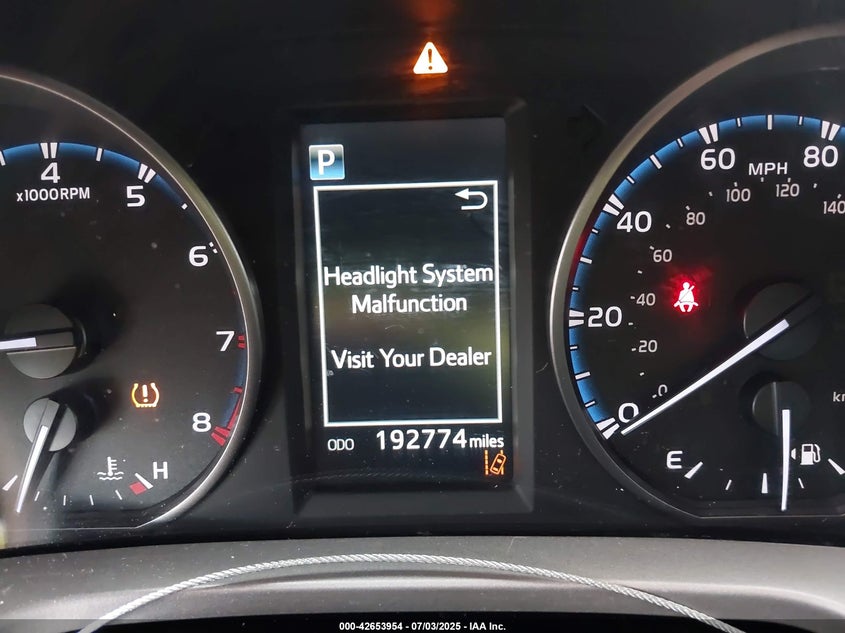 P
4
x1000RPM
5
6
7
8
H
Headlight System
Malfunction
Visit Your Dealer
ODO 192774 miles
60 MPH 80
100 120
40 80 140
60
40
20
20
0
0
E
000-42653954 - 07/03/2025 - IAA Inc.